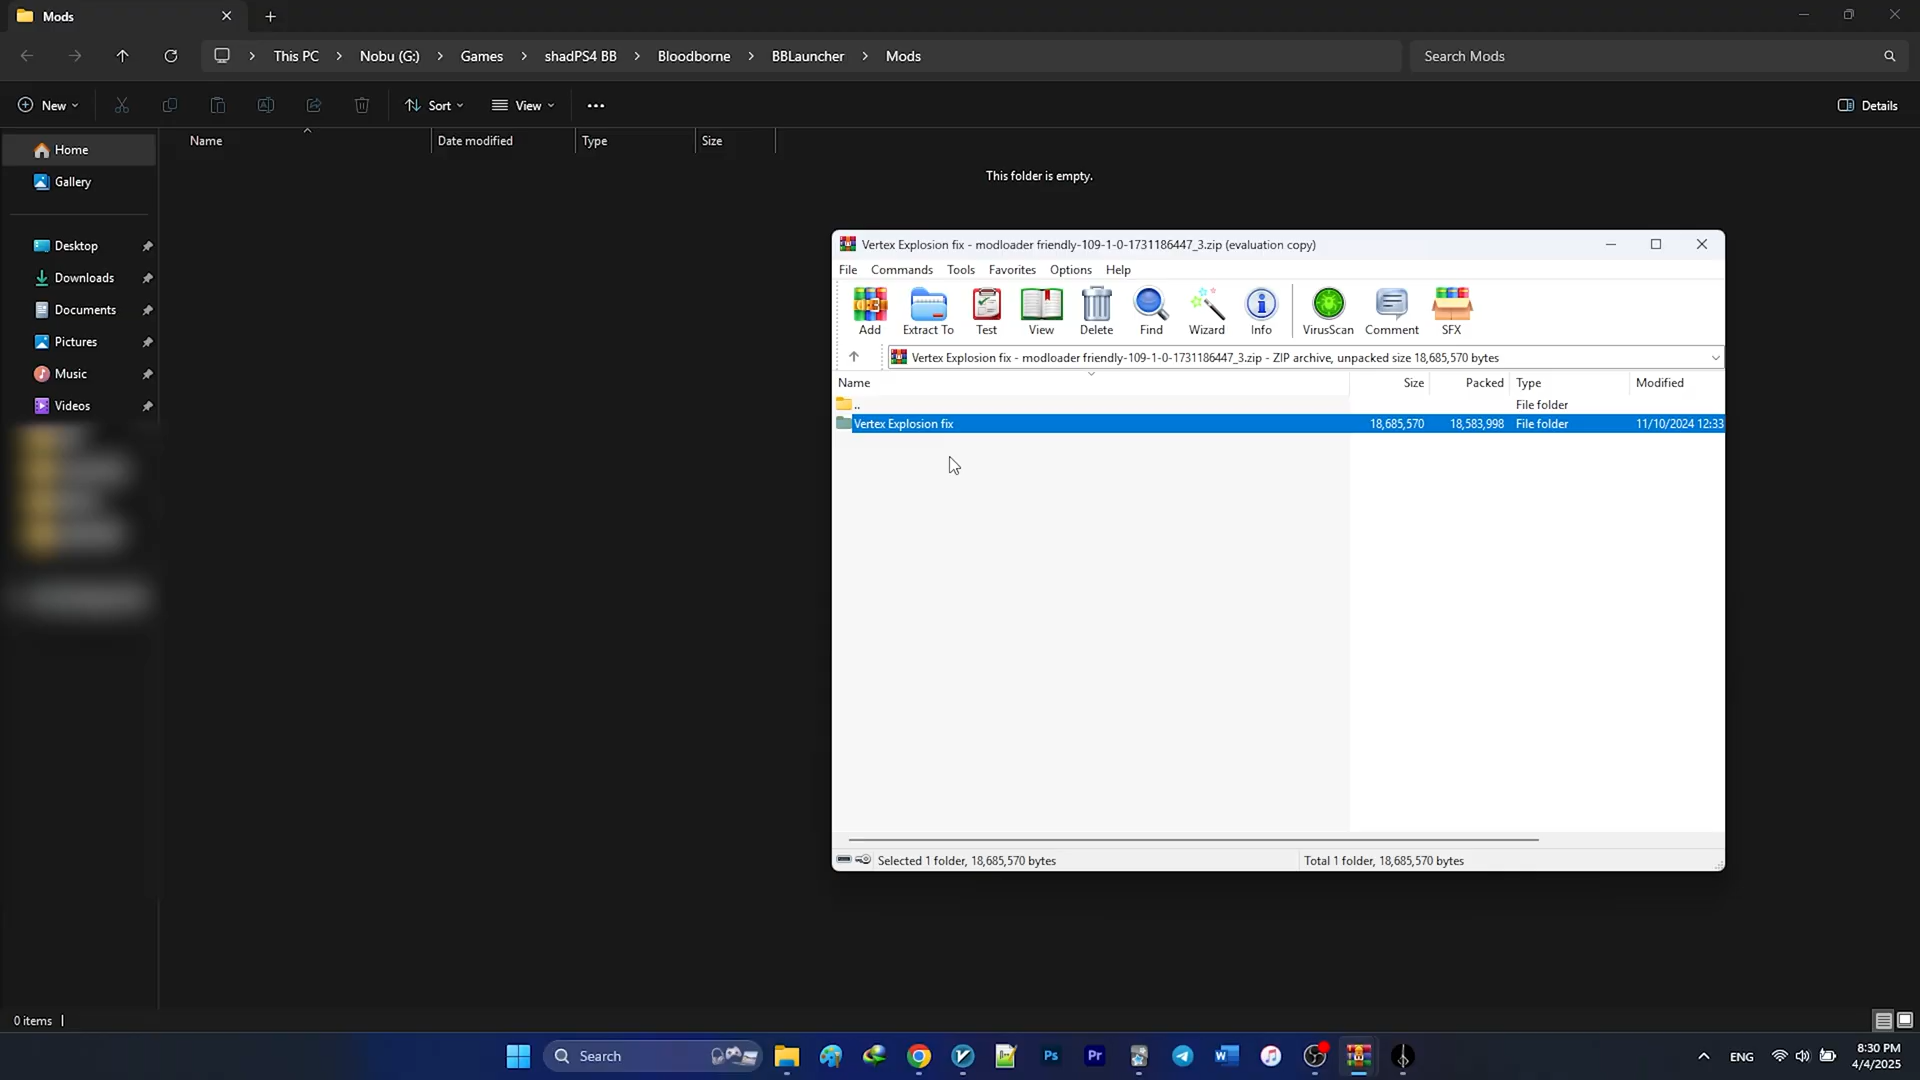 Mods
This PC
Nobu (G:)
Games
shadPS4 BB
Bloodborne
BBLauncher
Mods
Search Mods
New
Sort
View
Details
Name
Date modified
Type
Size
This folder is empty.
Home
Gallery
Desktop
Downloads
Documents
Pictures
Music
Videos
Vertex Explosion fix - modloader friendly-109-1-0-1731186447_3.zip (evaluation copy)
File
Commands
Tools
Favorites
Options
Help
Add
Extract To
Test
View
Delete
Find
Wizard
Info
VirusScan
Comment
SFX
Vertex Explosion fix - modloader friendly-109-1-0-1731186447_3.zip - ZIP archive, unpacked size 18,685,570 bytes
Name
Size
Packed
Type
Modified
..
File folder
Vertex Explosion fix
18,685,570
18,583,998
File folder
11/10/2024 12:33
Selected 1 folder, 18,685,570 bytes
Total 1 folder, 18,685,570 bytes
0 items
Search
Ps
Pr
ENG
8:30 PM
4/4/2025